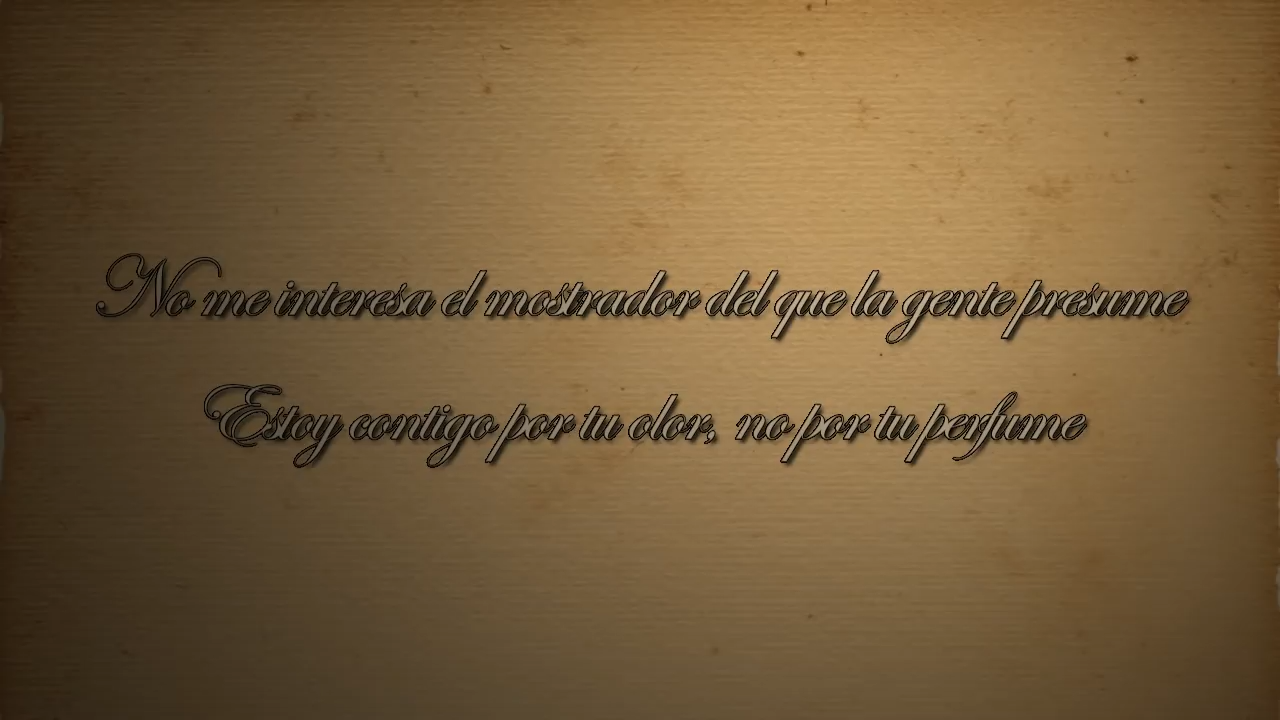 No me interesa el mostrador del que la gente presume
Estoy contigo por tu olor, no por tu perfume